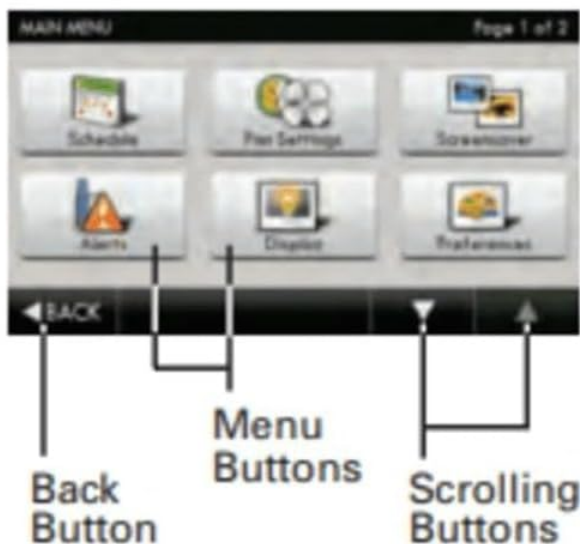 MAIN MENU Page 1 of 2
Schedule Fan Settings Screensaver
Alerts Display Preferences
BACK
Menu
Buttons
Back
Button
Scrolling
Buttons